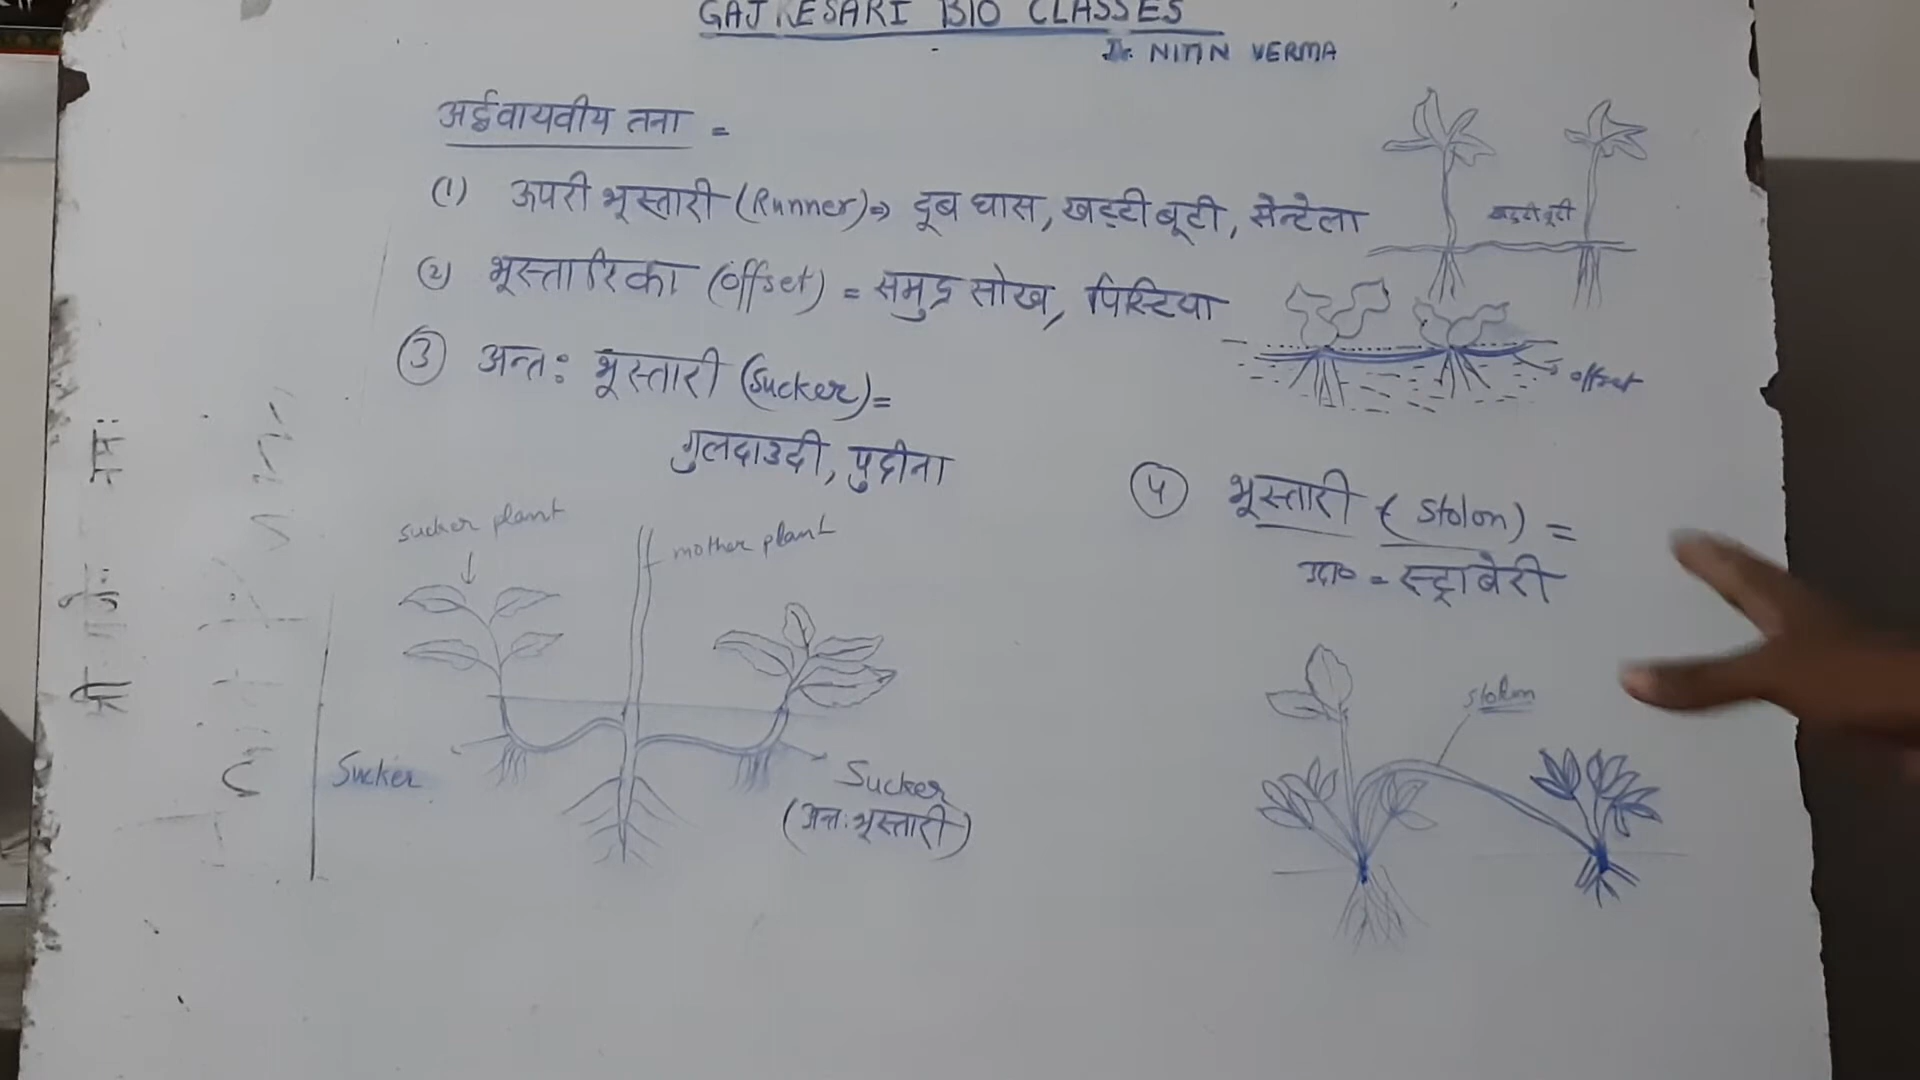 GAJKESARI BIO CLASSES
Dr. NITIN VERMA
अर्द्धवायवीय तना =
(1) ऊपरी भूस्तारी (Runner) ⇒ दूब घास, खट्टी बूटी, सेन्टेला
खट्टी बूटी
(2) भूस्तारिका (offset) = समुद्र सोख, पिस्टिया
offset
③ अन्तः भूस्तारी (Sucker) =
गुलदाउदी, पुदीना
sucker plant
mother plant
Sucker
Sucker
(अन्तः भूस्तारी)
④ भूस्तारी (Stolon) =
उदा० = स्ट्राबेरी
stolon